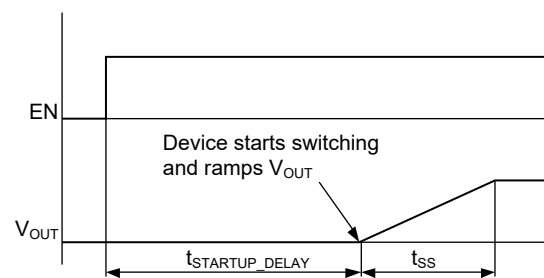 EN
Device starts switching
and ramps VOUT
VOUT
tSTARTUP_DELAY
tSS